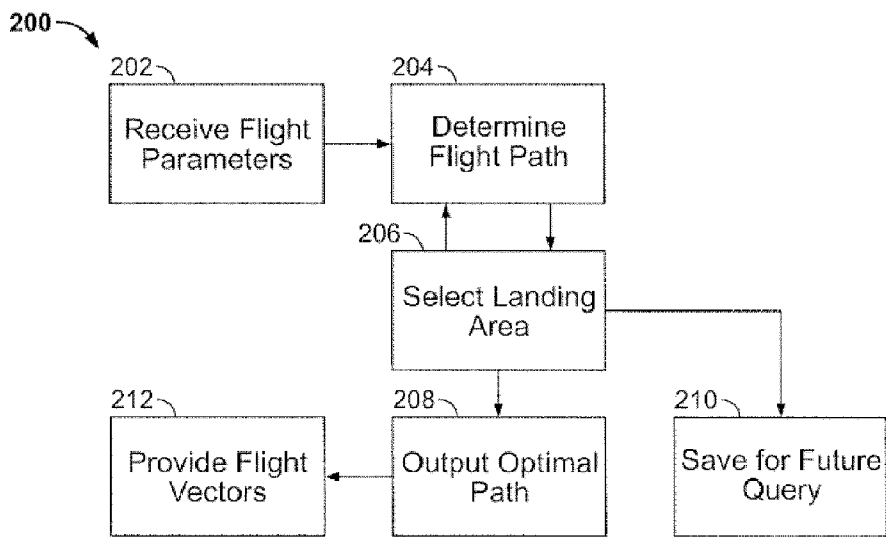 200
202
Receive Flight
Parameters
204
Determine
Flight Path
206
Select Landing
Area
212
Provide Flight
Vectors
208
Output Optimal
Path
210
Save for Future
Query